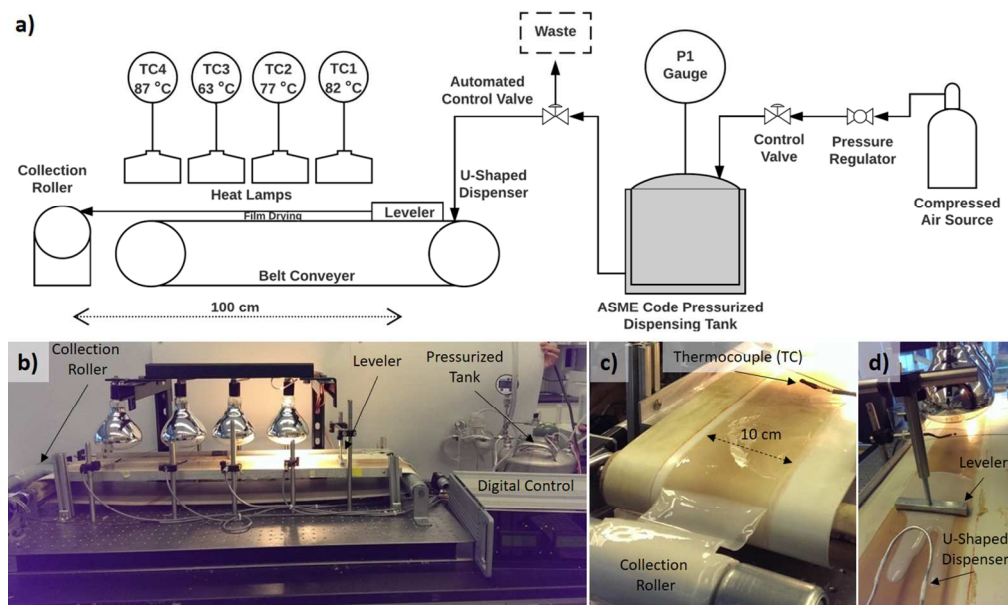 a)
TC4
87 °C
TC3
63 °C
TC2
77 °C
TC1
82 °C
Waste
P1
Gauge
Automated
Control Valve
Collection
Roller
Heat Lamps
U-Shaped
Dispenser
Control
Valve
Pressure
Regulator
Compressed
Air Source
Leveler
Film Drying
Belt Conveyer
ASME Code Pressurized
Dispensing Tank
100 cm
b)
Collection
Roller
Leveler
Pressurized
Tank
Digital Control
c)
Thermocouple (TC)
10 cm
Collection
Roller
d)
Leveler
U-Shaped
Dispenser